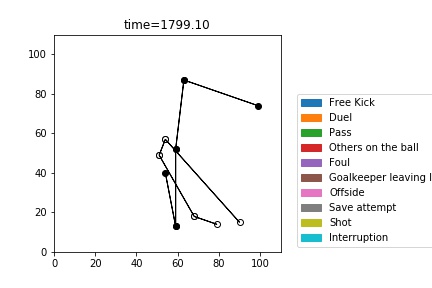 time=1799.10
100
80
60
40
20
0
0 20 40 60 80 100
Free Kick
Duel
Pass
Others on the ball
Foul
Goalkeeper leaving l
Offside
Save attempt
Shot
Interruption